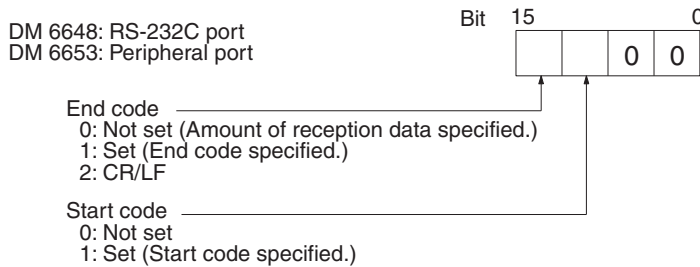 Bit 15 0
DM 6648: RS-232C port
DM 6653: Peripheral port
0 0
End code
0: Not set (Amount of reception data specified.)
1: Set (End code specified.)
2: CR/LF
Start code
0: Not set
1: Set (Start code specified.)